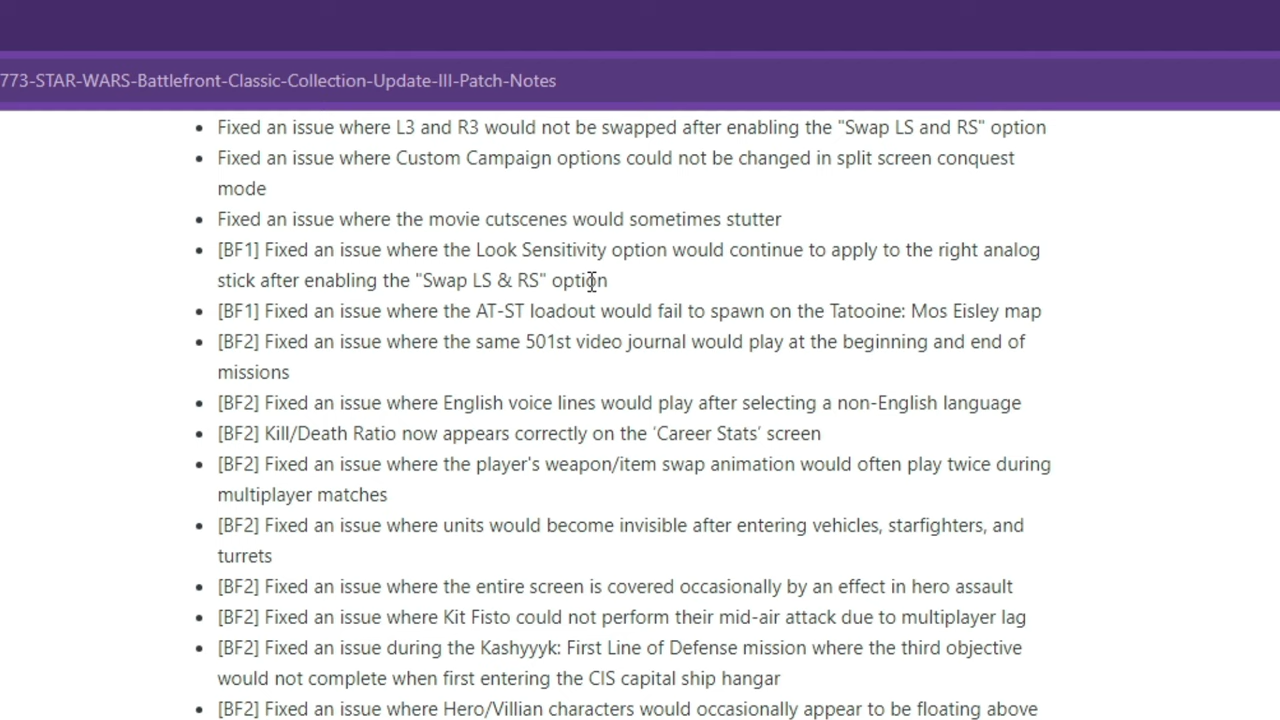 773-STAR-WARS-Battlefront-Classic-Collection-Update-III-Patch-Notes
• Fixed an issue where L3 and R3 would not be swapped after enabling the "Swap LS and RS" option
• Fixed an issue where Custom Campaign options could not be changed in split screen conquest
mode
• Fixed an issue where the movie cutscenes would sometimes stutter
• [BF1] Fixed an issue where the Look Sensitivity option would continue to apply to the right analog
stick after enabling the "Swap LS & RS" option
• [BF1] Fixed an issue where the AT-ST loadout would fail to spawn on the Tatooine: Mos Eisley map
• [BF2] Fixed an issue where the same 501st video journal would play at the beginning and end of
missions
• [BF2] Fixed an issue where English voice lines would play after selecting a non-English language
• [BF2] Kill/Death Ratio now appears correctly on the ‘Career Stats’ screen
• [BF2] Fixed an issue where the player's weapon/item swap animation would often play twice during
multiplayer matches
• [BF2] Fixed an issue where units would become invisible after entering vehicles, starfighters, and
turrets
• [BF2] Fixed an issue where the entire screen is covered occasionally by an effect in hero assault
• [BF2] Fixed an issue where Kit Fisto could not perform their mid-air attack due to multiplayer lag
• [BF2] Fixed an issue during the Kashyyyk: First Line of Defense mission where the third objective
would not complete when first entering the CIS capital ship hangar
• [BF2] Fixed an issue where Hero/Villian characters would occasionally appear to be floating above